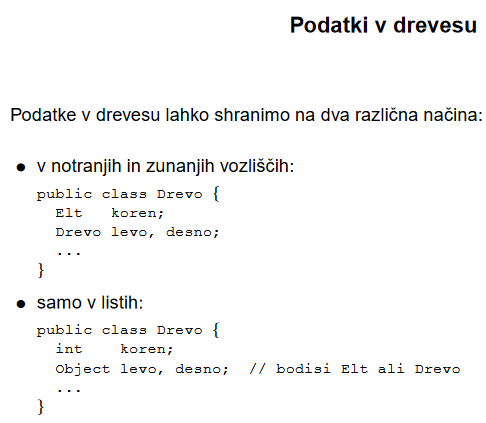 Podatki v drevesu
Podatke v drevesu lahko shranimo na dva različna načina:
● v notranjih in zunanjih vozliščih:
public class Drevo {
  Elt   koren;
  Drevo levo, desno;
  ...
}
● samo v listih:
public class Drevo {
  int    koren;
  Object levo, desno;  // bodisi Elt ali Drevo
  ...
}